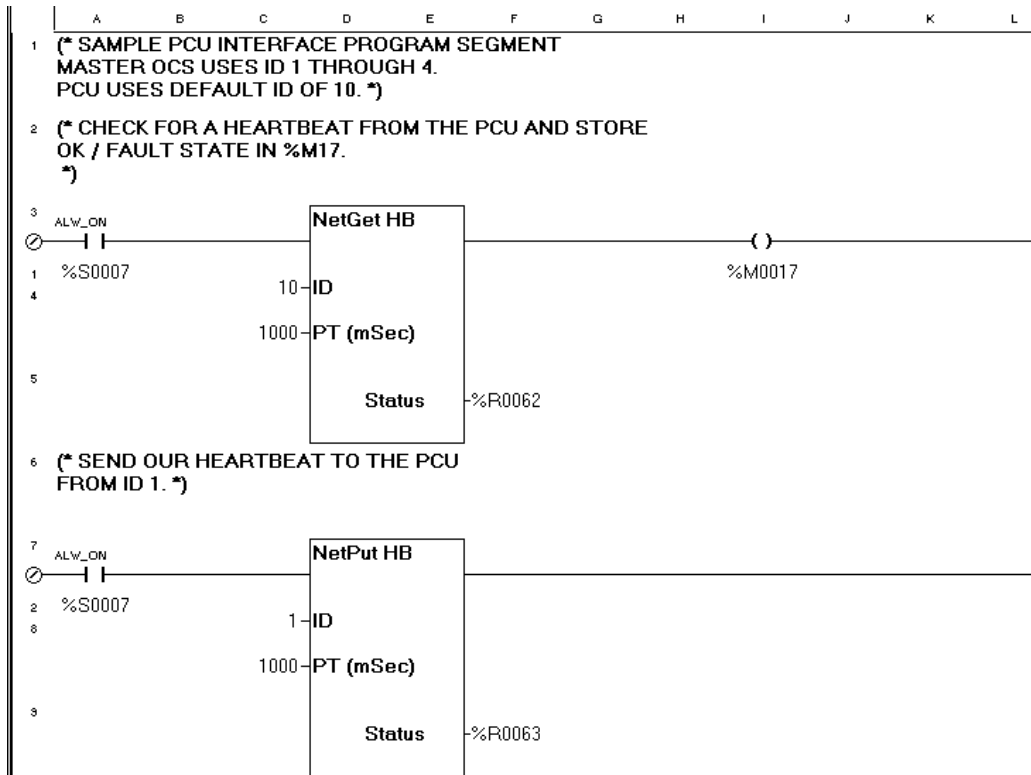 A B C D E F G H I J K L
1 (* SAMPLE PCU INTERFACE PROGRAM SEGMENT
MASTER OCS USES ID 1 THROUGH 4.
PCU USES DEFAULT ID OF 10. *)
2 (* CHECK FOR A HEARTBEAT FROM THE PCU AND STORE
OK / FAULT STATE IN %M17.
*)
3 ALW_ON NetGet HB
1 %S0007 %M0017
4 10 ID
1000 PT (mSec)
5 Status %R0062
6 (* SEND OUR HEARTBEAT TO THE PCU
FROM ID 1. *)
7 ALW_ON NetPut HB
2 %S0007
8 1 ID
1000 PT (mSec)
9 Status %R0063